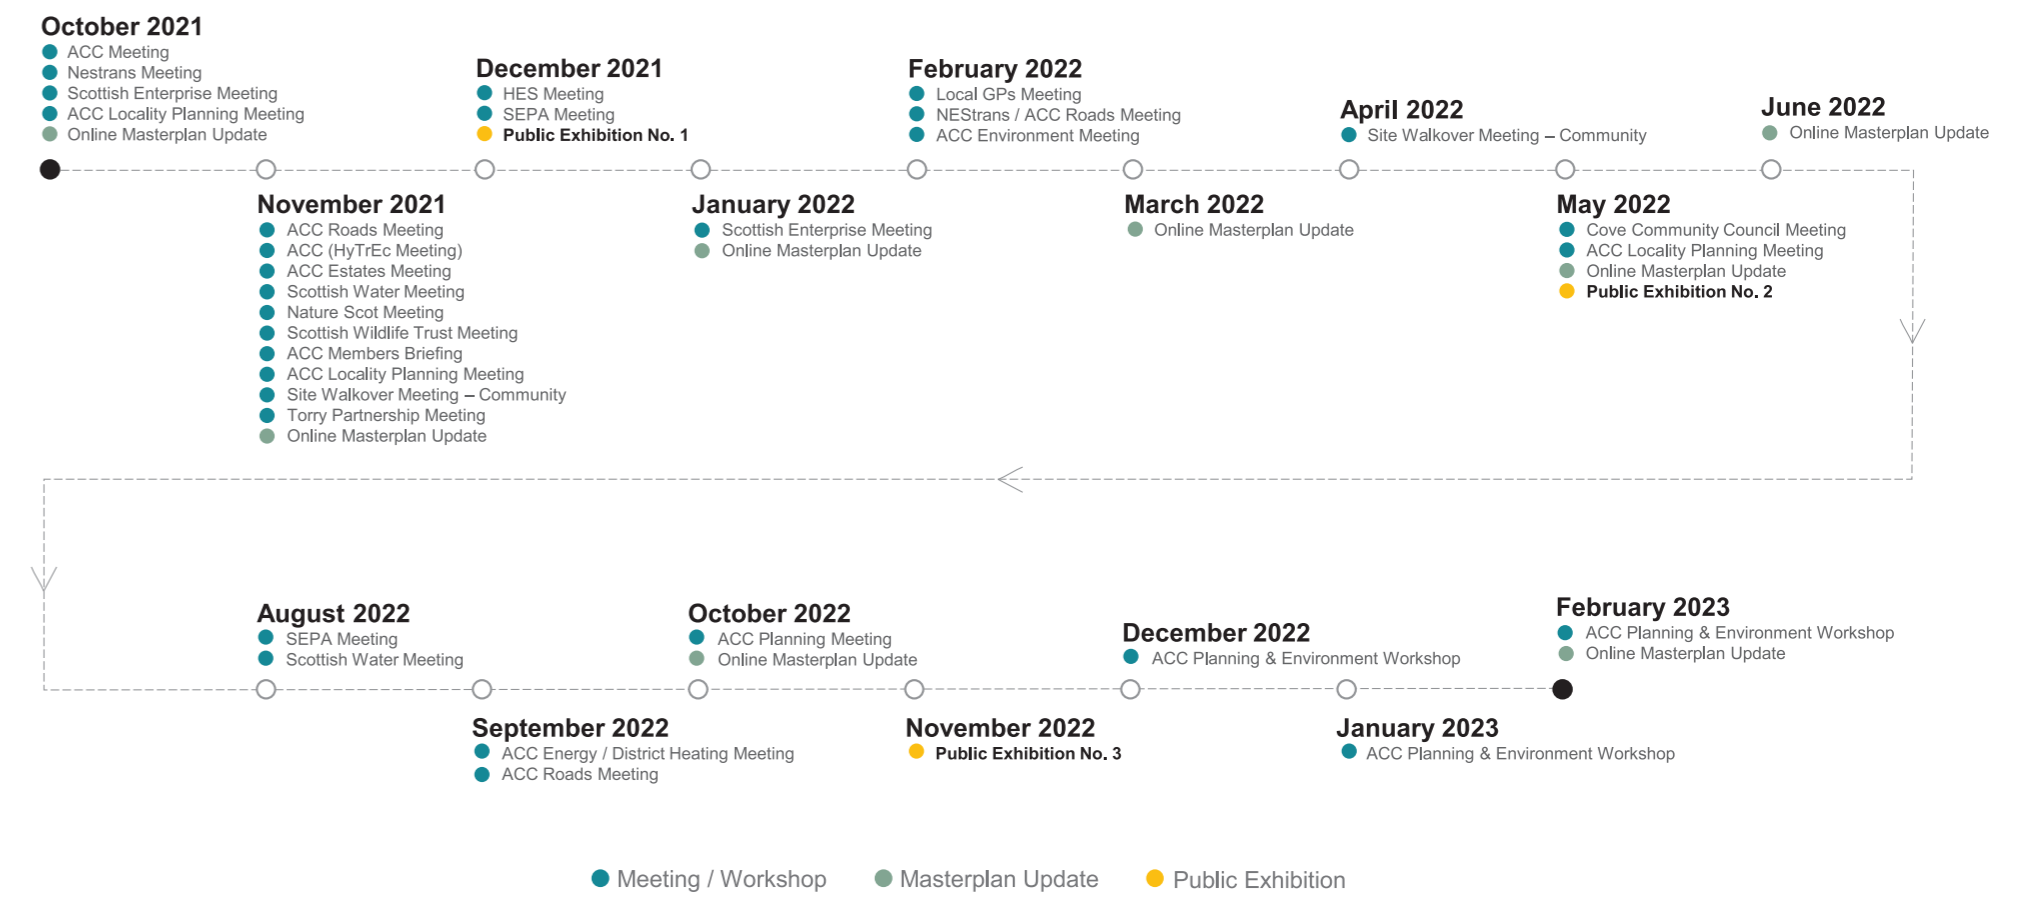 October 2021
ACC Meeting
Nestrans Meeting
Scottish Enterprise Meeting
ACC Locality Planning Meeting
Online Masterplan Update
November 2021
ACC Roads Meeting
ACC (HyTrEc Meeting)
ACC Estates Meeting
Scottish Water Meeting
Nature Scot Meeting
Scottish Wildlife Trust Meeting
ACC Members Briefing
ACC Locality Planning Meeting
Site Walkover Meeting – Community
Torry Partnership Meeting
Online Masterplan Update
December 2021
HES Meeting
SEPA Meeting
Public Exhibition No. 1
January 2022
Scottish Enterprise Meeting
Online Masterplan Update
February 2022
Local GPs Meeting
NEStrans / ACC Roads Meeting
ACC Environment Meeting
March 2022
Online Masterplan Update
April 2022
Site Walkover Meeting – Community
May 2022
Cove Community Council Meeting
ACC Locality Planning Meeting
Online Masterplan Update
Public Exhibition No. 2
June 2022
Online Masterplan Update
August 2022
SEPA Meeting
Scottish Water Meeting
September 2022
ACC Energy / District Heating Meeting
ACC Roads Meeting
October 2022
ACC Planning Meeting
Online Masterplan Update
November 2022
Public Exhibition No. 3
December 2022
ACC Planning & Environment Workshop
January 2023
ACC Planning & Environment Workshop
February 2023
ACC Planning & Environment Workshop
Online Masterplan Update
Meeting / Workshop
Masterplan Update
Public Exhibition